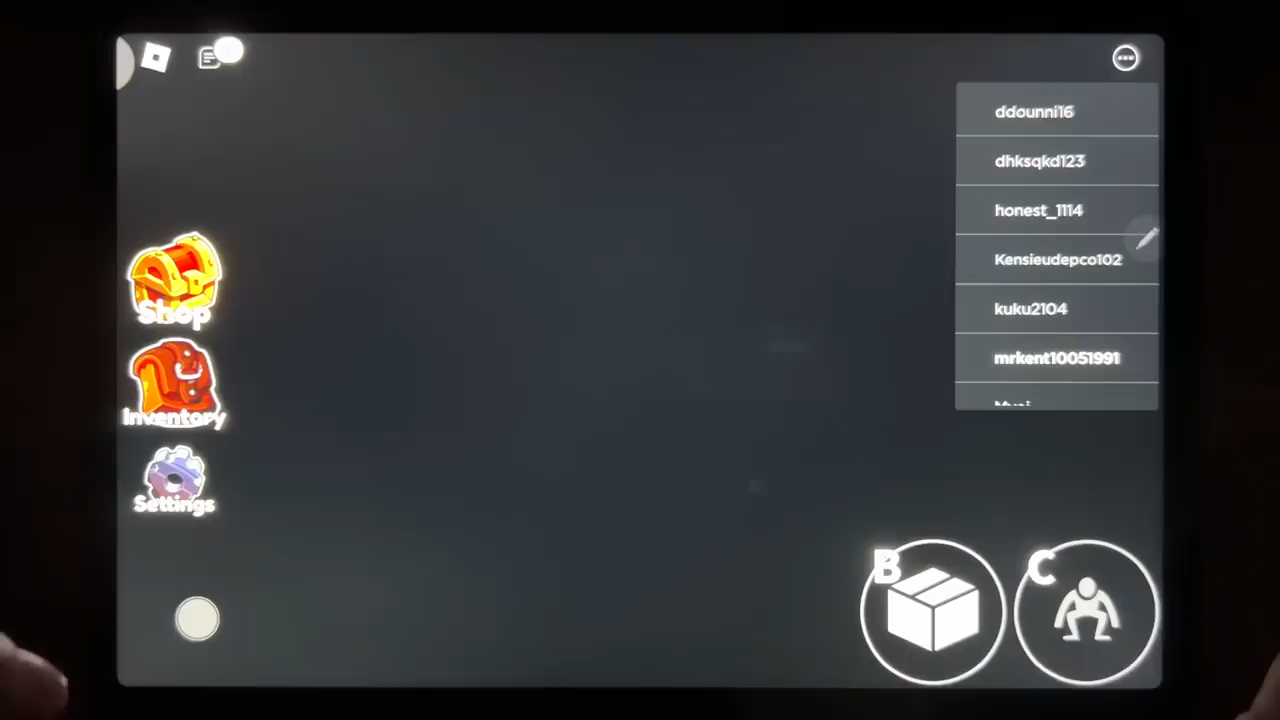 ddounni16
dhksqkd123
honest_1114
Kensieudepco102
kuku2104
mrkent10051991
Shop
Inventory
Settings
B
C